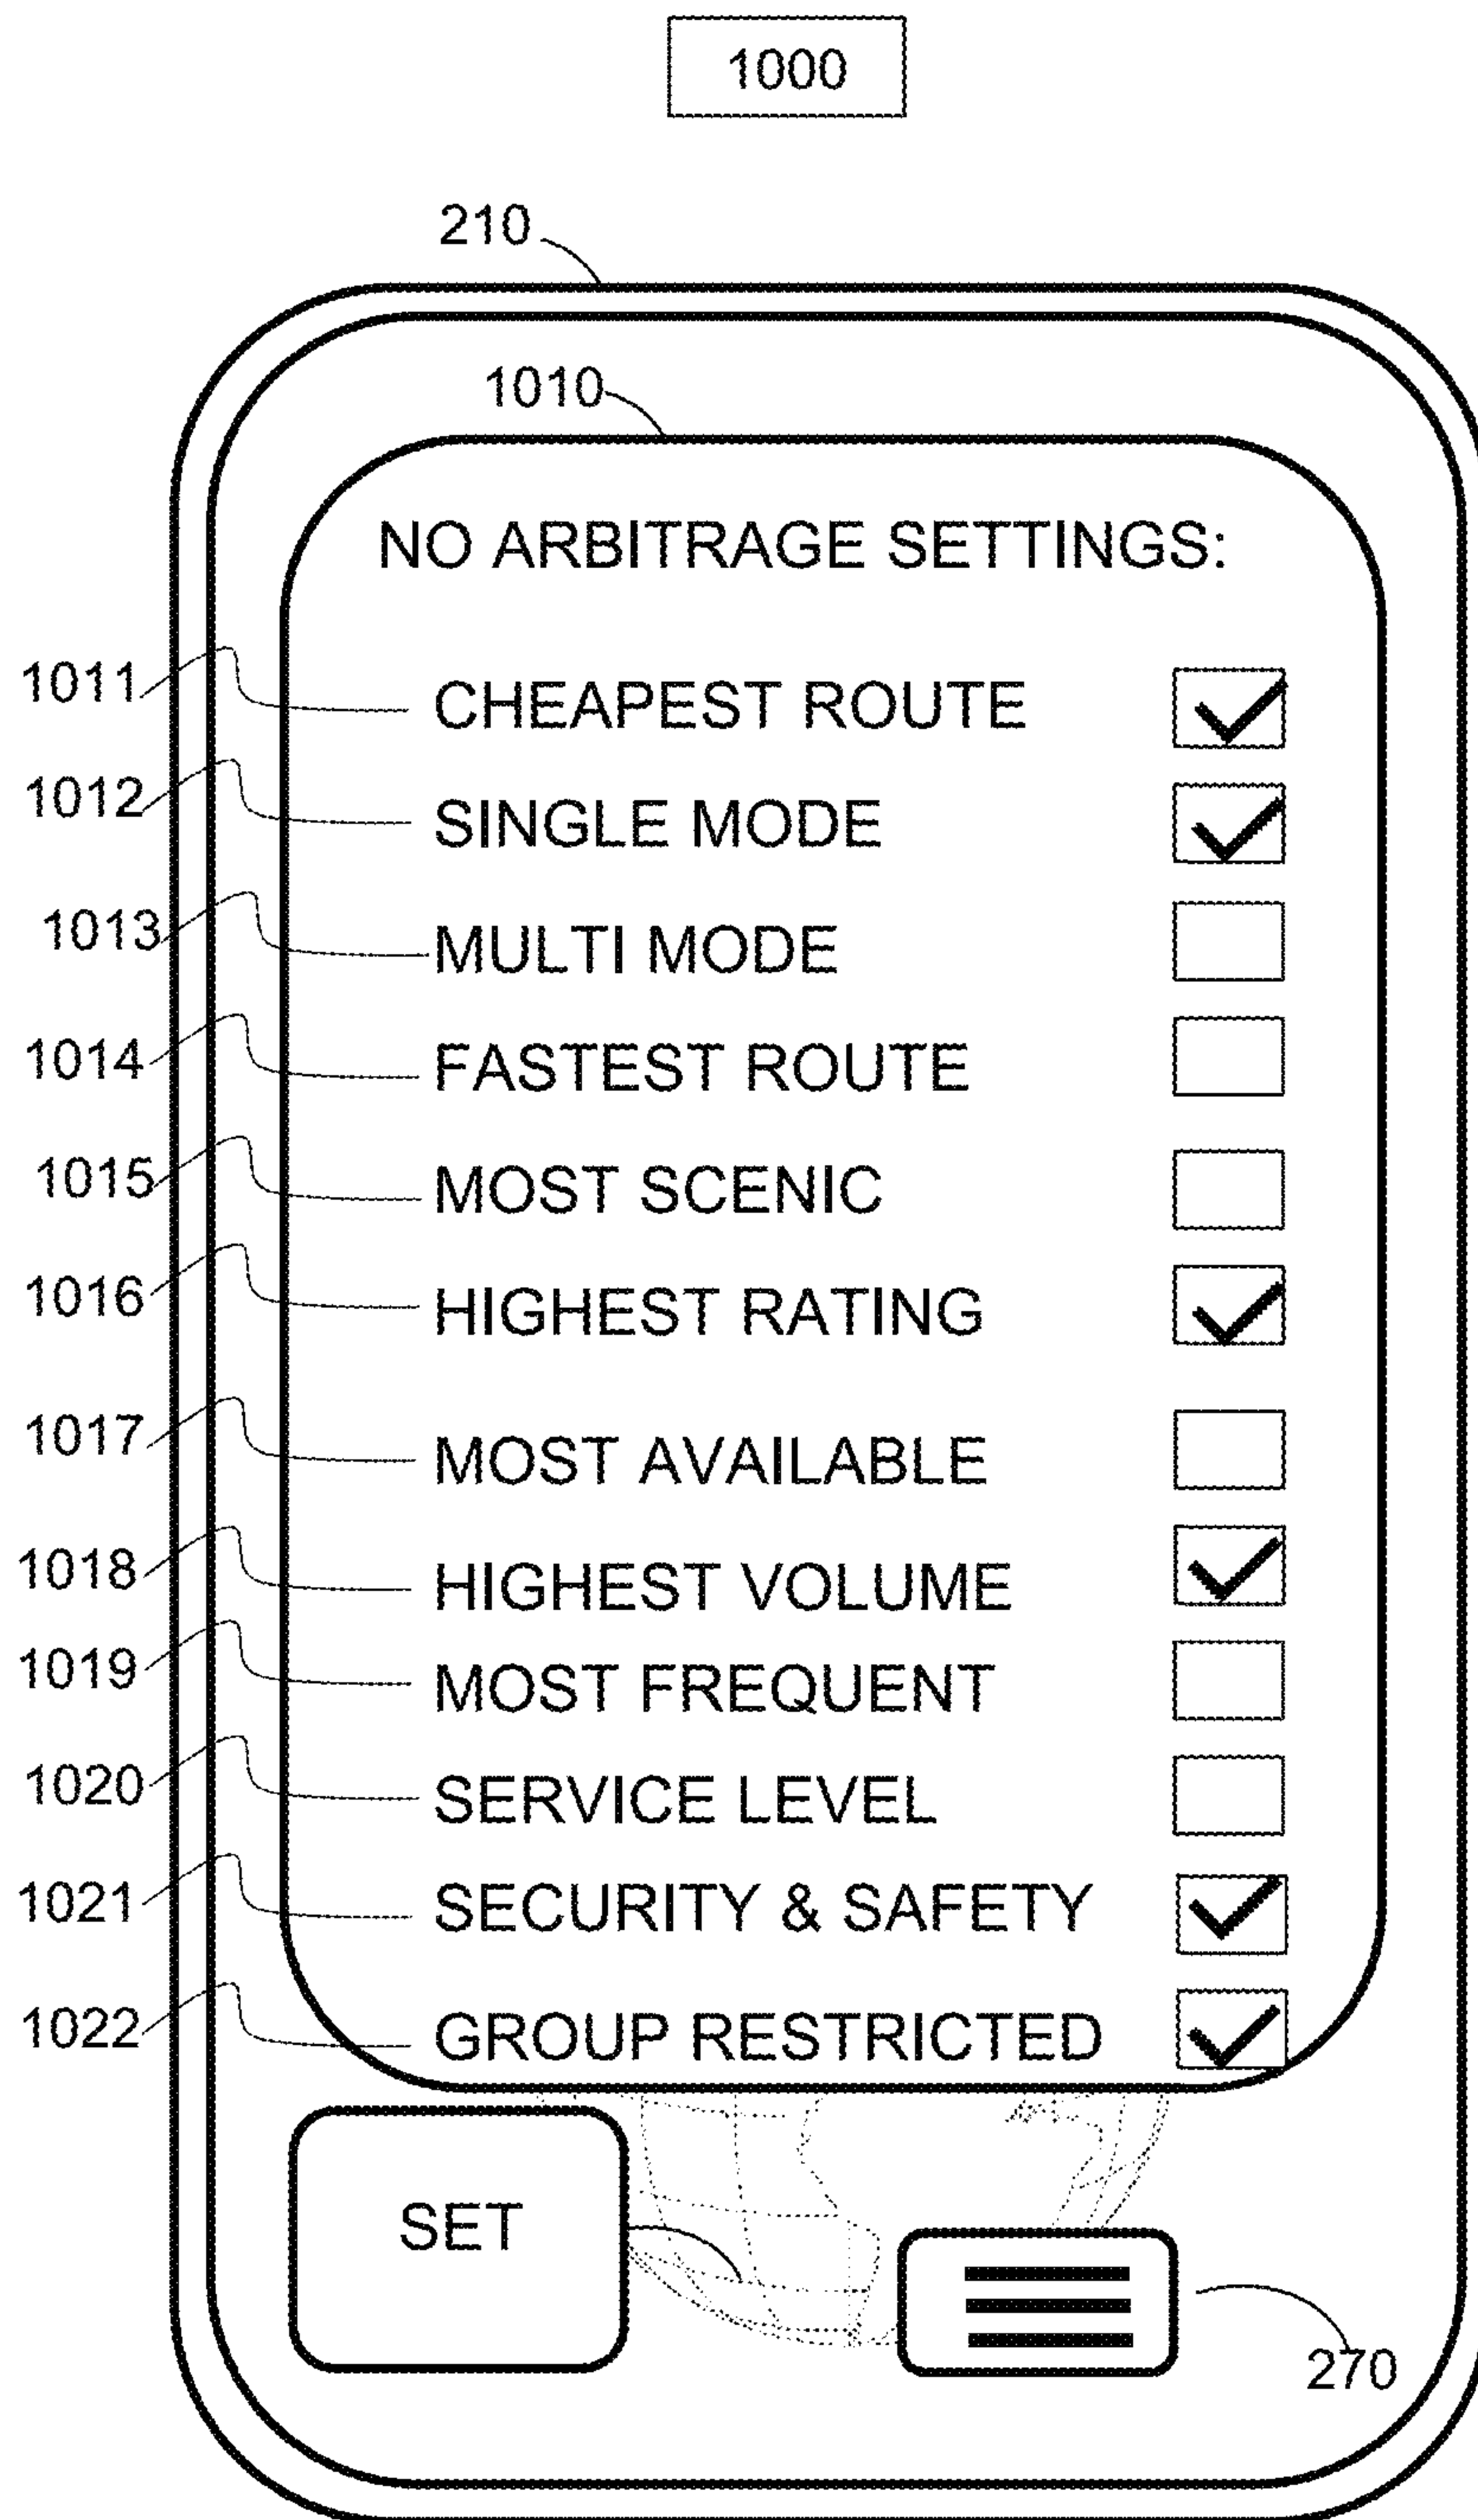 1000
210
1010
NO ARBITRAGE SETTINGS:
1011 CHEAPEST ROUTE
1012 SINGLE MODE
1013 MULTI MODE
1014 FASTEST ROUTE
1015 MOST SCENIC
1016 HIGHEST RATING
1017 MOST AVAILABLE
1018 HIGHEST VOLUME
1019 MOST FREQUENT
1020 SERVICE LEVEL
1021 SECURITY & SAFETY
1022 GROUP RESTRICTED
SET
270